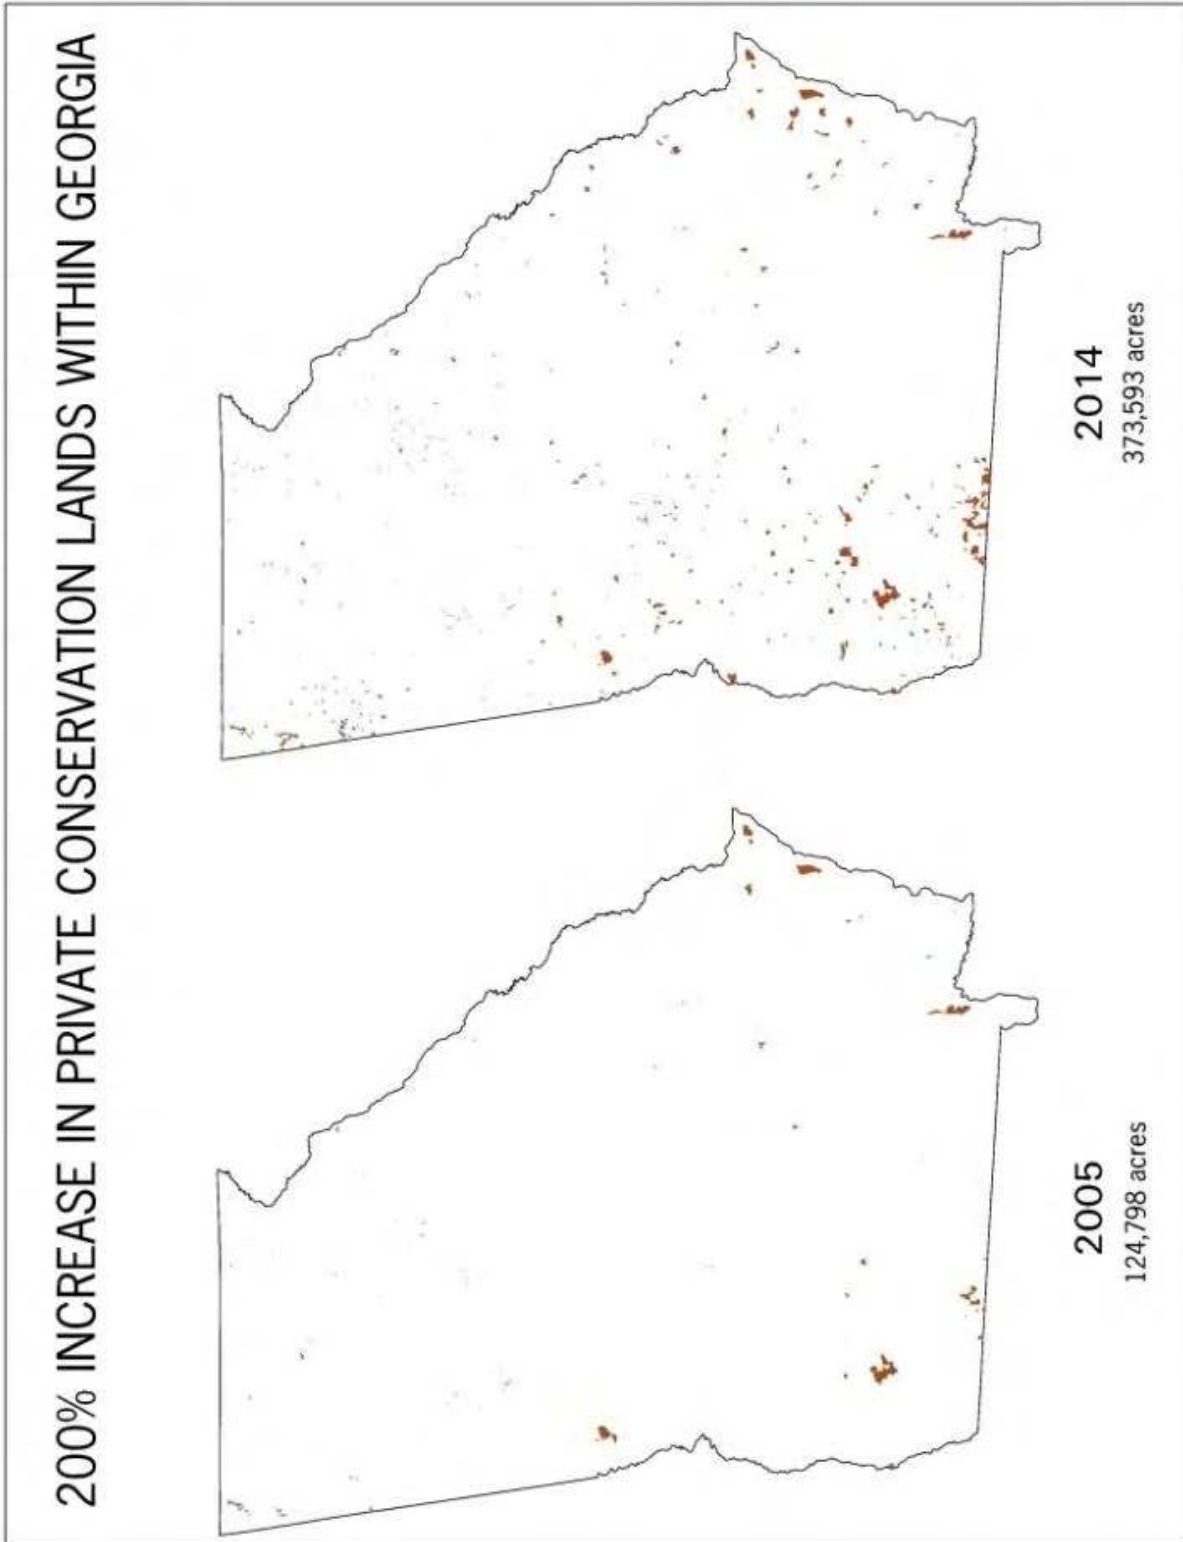 200% INCREASE IN PRIVATE CONSERVATION LANDS WITHIN GEORGIA
2005
124,798 acres
2014
373,593 acres